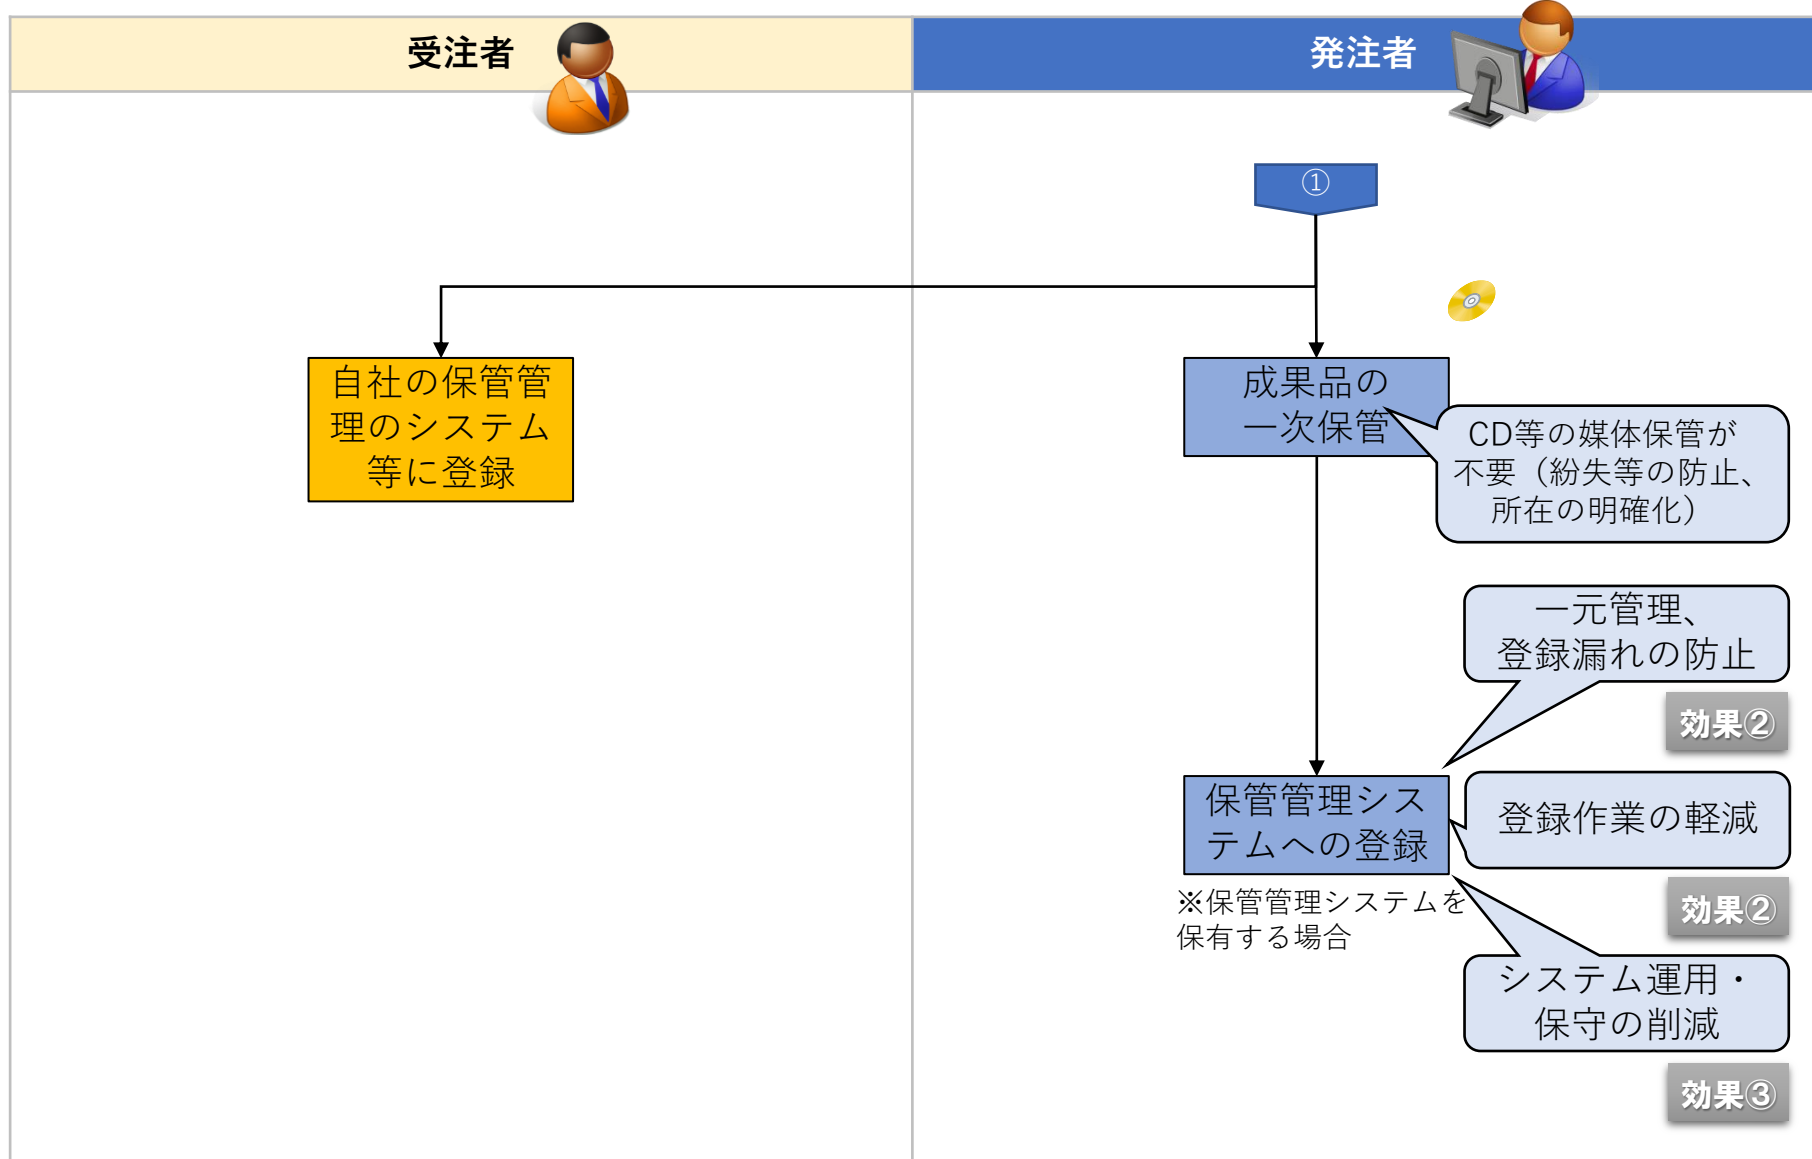 受注者
発注者
①
自社の保管管
理のシステム
等に登録
成果品の
一次保管
CD等の媒体保管が
不要（紛失等の防止、
所在の明確化）
一元管理、
登録漏れの防止
効果②
保管管理シス
テムへの登録
登録作業の軽減
※保管管理システムを
保有する場合
効果②
システム運用・
保守の削減
効果③